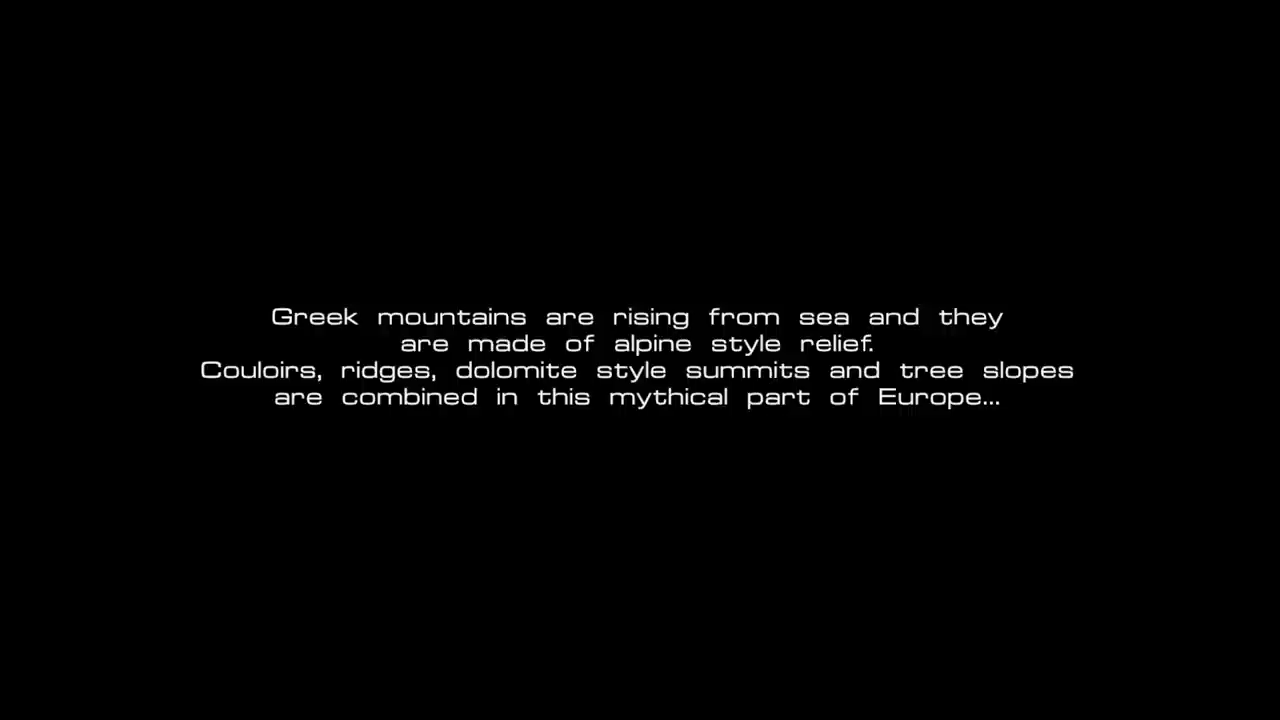 Greek mountains are rising from sea and they
are made of alpine style relief.
Couloirs, ridges, dolomite style summits and tree slopes
are combined in this mythical part of Europe...